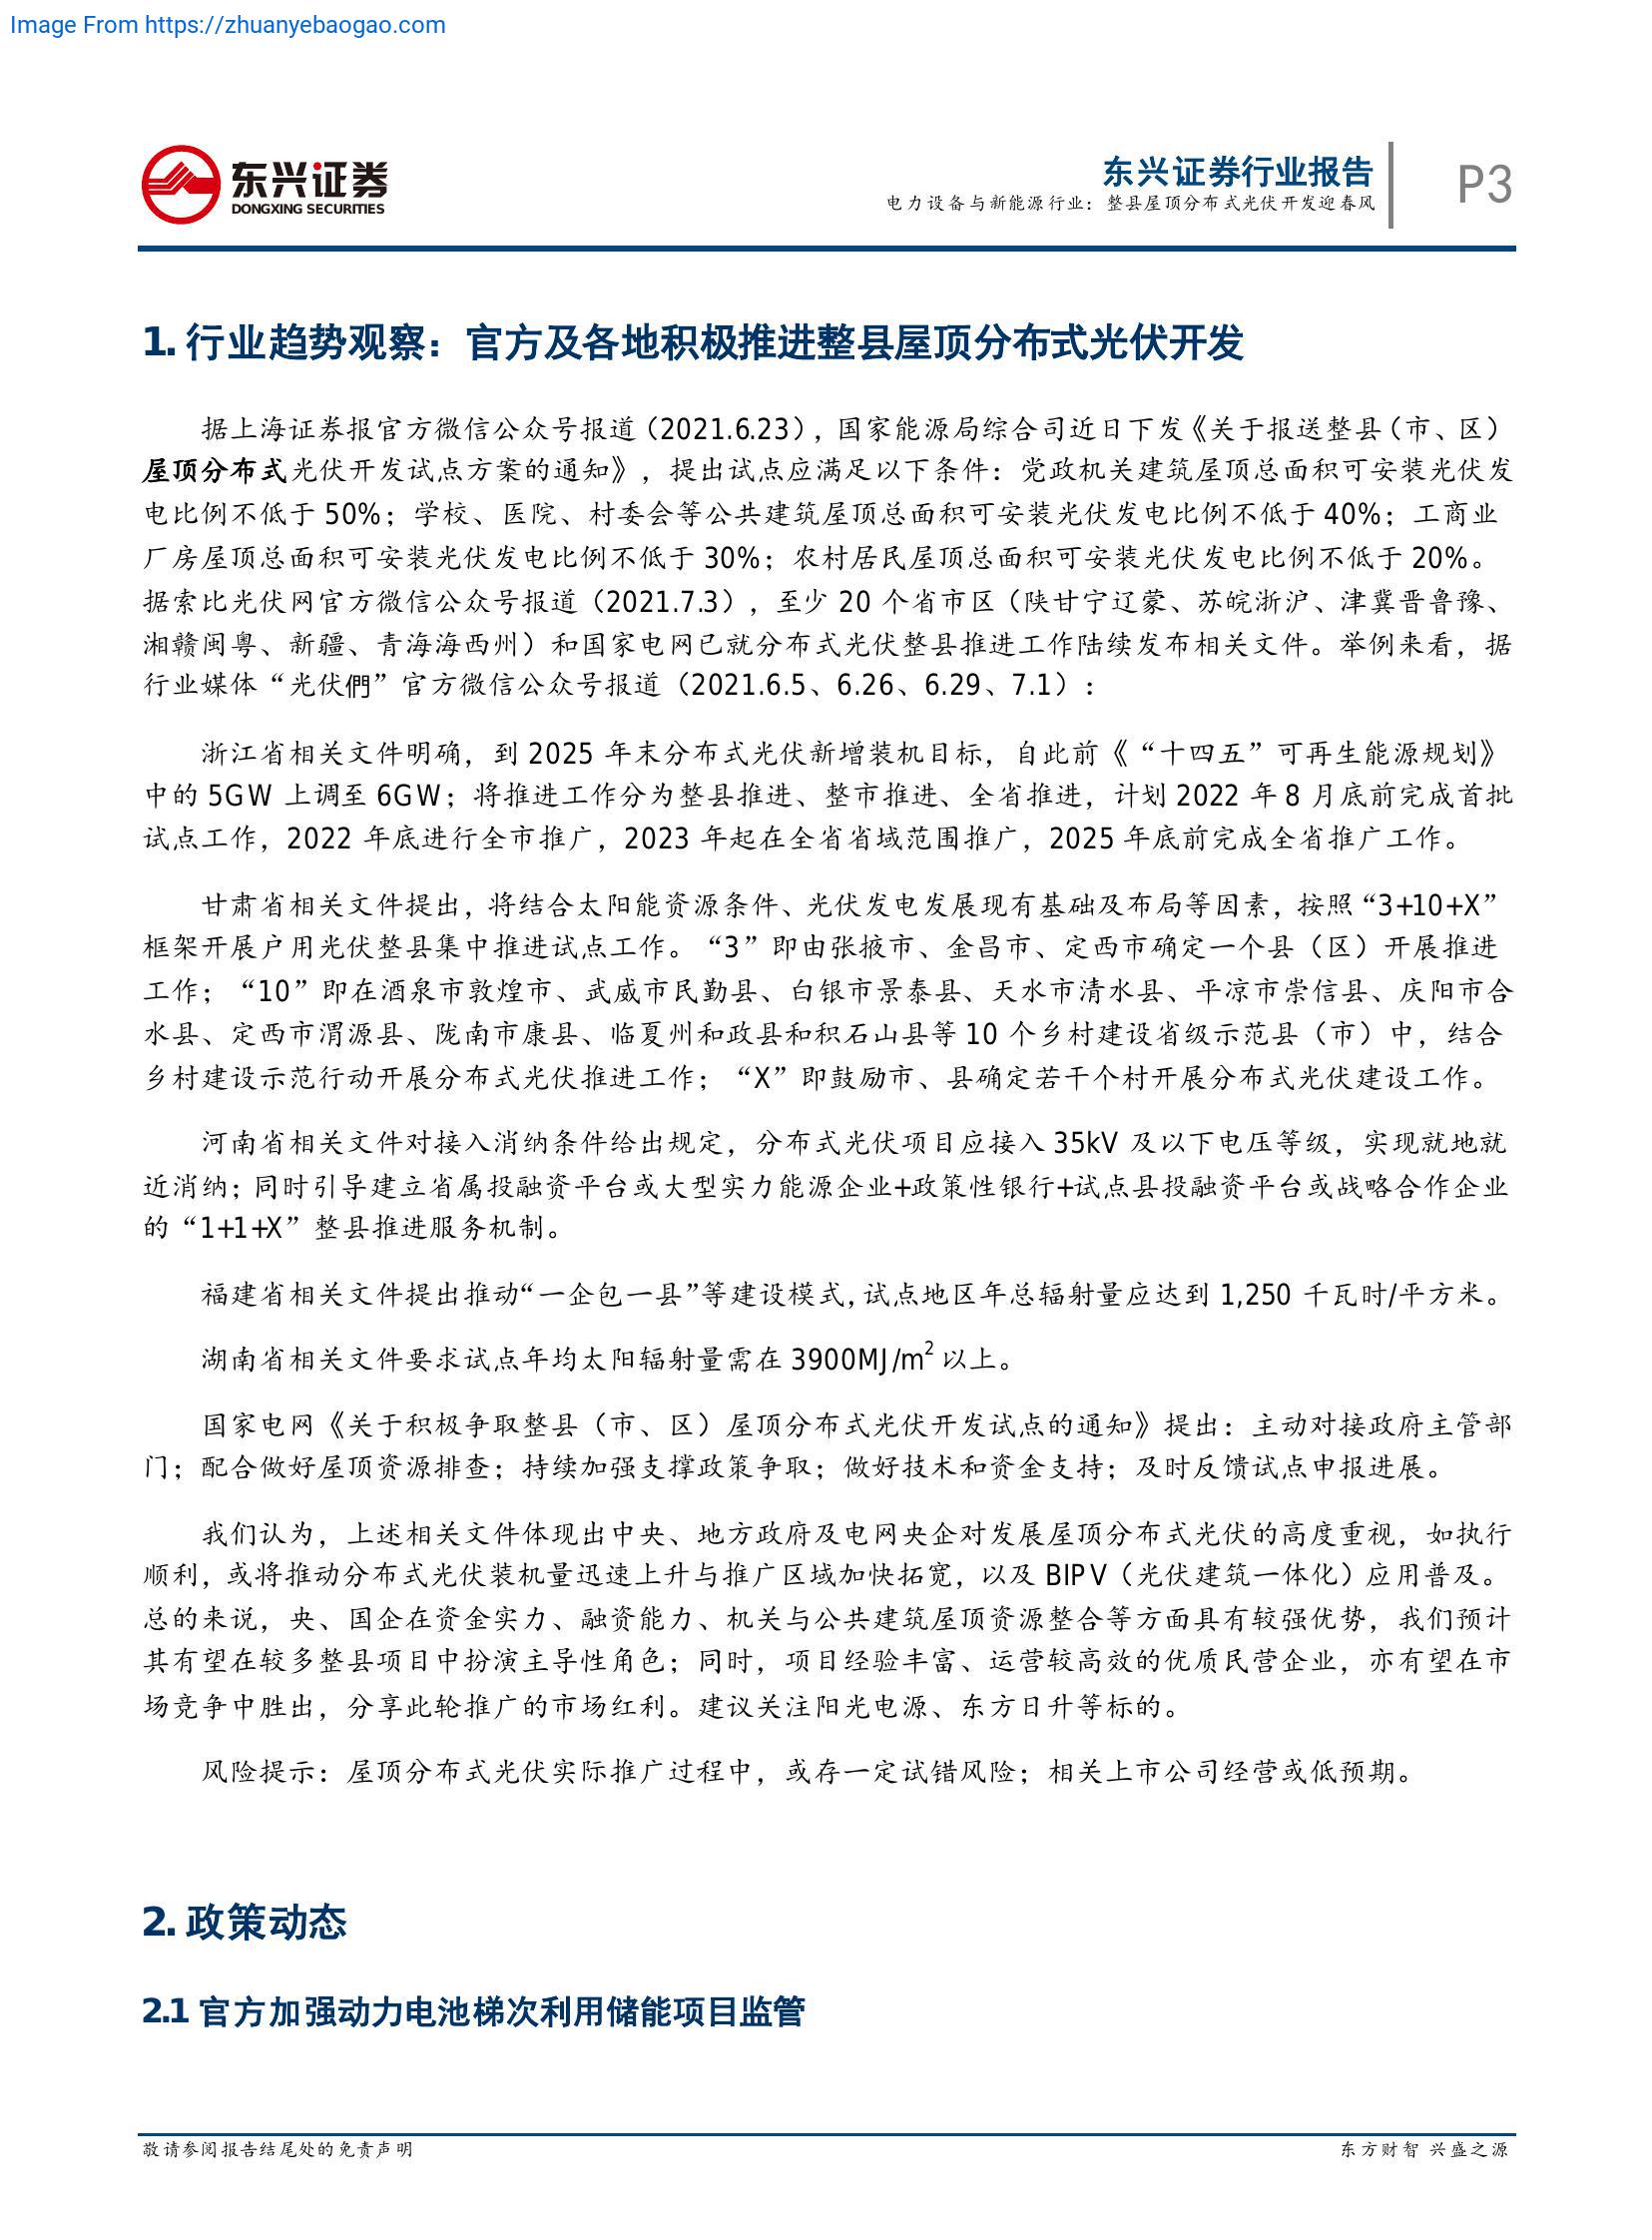 Image From https://zhuanyebaogao.com
东兴证券
DONGXING SECURITIES
东兴证券行业报告
电力设备与新能源行业：整县屋顶分布式光伏开发迎春风
P3
1. 行业趋势观察：官方及各地积极推进整县屋顶分布式光伏开发
据上海证券报官方微信公众号报道（2021.6.23），国家能源局综合司近日下发《关于报送整县（市、区）
屋顶分布式光伏开发试点方案的通知》，提出试点应满足以下条件：党政机关建筑屋顶总面积可安装光伏发
电比例不低于 50%；学校、医院、村委会等公共建筑屋顶总面积可安装光伏发电比例不低于 40%；工商业
厂房屋顶总面积可安装光伏发电比例不低于 30%；农村居民屋顶总面积可安装光伏发电比例不低于 20%。
据索比光伏网官方微信公众号报道（2021.7.3），至少 20 个省市区（陕甘宁辽蒙、苏皖浙沪、津冀晋鲁豫、
湘赣闽粤、新疆、青海海西州）和国家电网已就分布式光伏整县推进工作陆续发布相关文件。举例来看，据
行业媒体“光伏們”官方微信公众号报道（2021.6.5、6.26、6.29、7.1）：
浙江省相关文件明确，到 2025 年末分布式光伏新增装机目标，自此前《“十四五”可再生能源规划》
中的 5GW 上调至 6GW；将推进工作分为整县推进、整市推进、全省推进，计划 2022 年 8 月底前完成首批
试点工作，2022 年底进行全市推广，2023 年起在全省省域范围推广，2025 年底前完成全省推广工作。
甘肃省相关文件提出，将结合太阳能资源条件、光伏发电发展现有基础及布局等因素，按照“3+10+X”
框架开展户用光伏整县集中推进试点工作。“3”即由张掖市、金昌市、定西市确定一个县（区）开展推进
工作；“10”即在酒泉市敦煌市、武威市民勤县、白银市景泰县、天水市清水县、平凉市崇信县、庆阳市合
水县、定西市渭源县、陇南市康县、临夏州和政县和积石山县等 10 个乡村建设省级示范县（市）中，结合
乡村建设示范行动开展分布式光伏推进工作；“X”即鼓励市、县确定若干个村开展分布式光伏建设工作。
河南省相关文件对接入消纳条件给出规定，分布式光伏项目应接入 35kV 及以下电压等级，实现就地就
近消纳；同时引导建立省属投融资平台或大型实力能源企业+政策性银行+试点县投融资平台或战略合作企业
的“1+1+X”整县推进服务机制。
福建省相关文件提出推动“一企包一县”等建设模式，试点地区年总辐射量应达到 1,250 千瓦时/平方米。
湖南省相关文件要求试点年均太阳辐射量需在 3900MJ/m² 以上。
国家电网《关于积极争取整县（市、区）屋顶分布式光伏开发试点的通知》提出：主动对接政府主管部
门；配合做好屋顶资源排查；持续加强支撑政策争取；做好技术和资金支持；及时反馈试点申报进展。
我们认为，上述相关文件体现出中央、地方政府及电网央企对发展屋顶分布式光伏的高度重视，如执行
顺利，或将推动分布式光伏装机量迅速上升与推广区域加快拓宽，以及 BIPV（光伏建筑一体化）应用普及。
总的来说，央、国企在资金实力、融资能力、机关与公共建筑屋顶资源整合等方面具有较强优势，我们预计
其有望在较多整县项目中扮演主导性角色；同时，项目经验丰富、运营较高效的优质民营企业，亦有望在市
场竞争中胜出，分享此轮推广的市场红利。建议关注阳光电源、东方日升等标的。
风险提示：屋顶分布式光伏实际推广过程中，或存一定试错风险；相关上市公司经营或低预期。
2. 政策动态
2.1 官方加强动力电池梯次利用储能项目监管
敬请参阅报告结尾处的免责声明
东方财智 兴盛之源